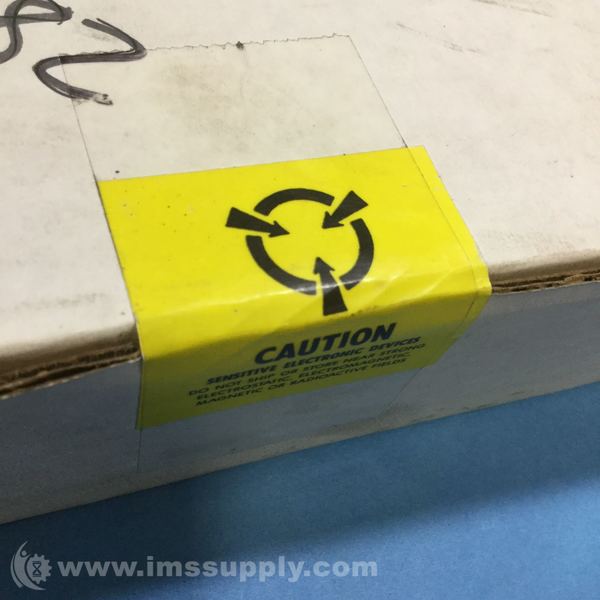 82
CAUTION
SENSITIVE ELECTRONIC DEVICES
DO NOT SHIP OR STORE NEAR STRONG
ELECTROSTATIC, ELECTROMAGNETIC,
MAGNETIC OR RADIOACTIVE FIELDS
www.imssupply.com